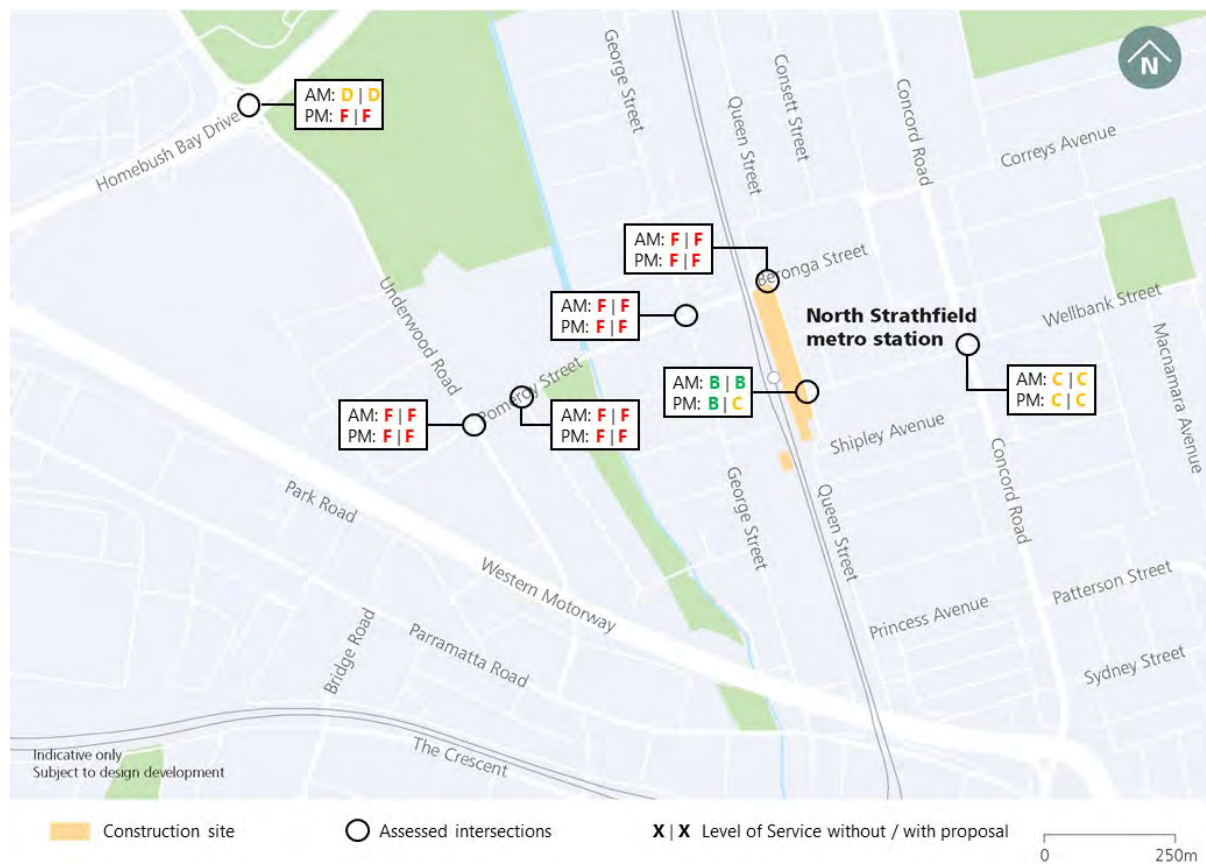 George Street
Consett Street
Queen Street
Concord Road
N
AM: D | D
PM: F | F
Homebush Bay Drive
Correys Avenue
AM: F | F
PM: F | F
Beronga Street
Underwood Road
AM: F | F
PM: F | F
North Strathfield
metro station
Wellbank Street
Macnamara Avenue
Pomeroy Street
AM: B | B
PM: B | C
AM: C | C
PM: C | C
AM: F | F
PM: F | F
AM: F | F
PM: F | F
Shipley Avenue
Concord Road
George Street
Queen Street
Park Road
Western Motorway
Patterson Street
Princess Avenue
Bridge Road
Parramatta Road
Sydney Street
The Crescent
Indicative only
Subject to design development
Construction site
Assessed intersections
X | X Level of Service without / with proposal
0 250m